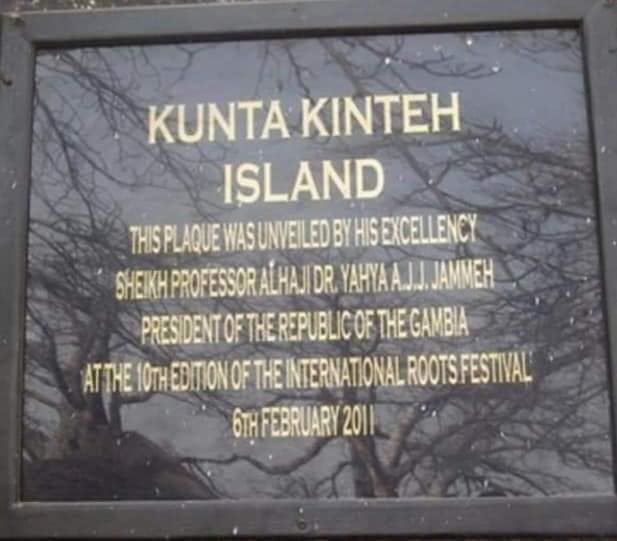 KUNTA KINTEH
ISLAND
THIS PLAQUE WAS UNVEILED BY HIS EXCELLENCY
SHEIKH PROFESSOR ALHAJI DR. YAHYA A.J.J. JAMMEH
PRESIDENT OF THE REPUBLIC OF THE GAMBIA
AT THE 10TH EDITION OF THE INTERNATIONAL ROOTS FESTIVAL
6TH FEBRUARY 2011